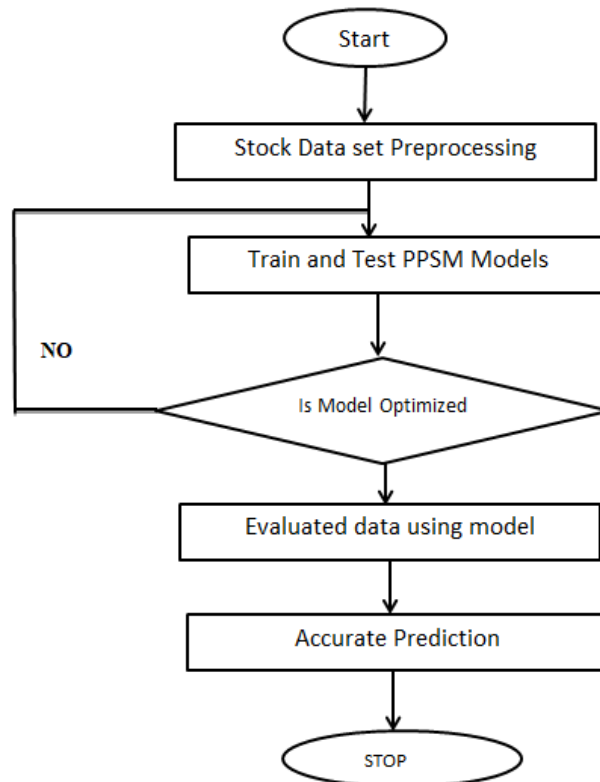 Start
Stock Data set Preprocessing
Train and Test PPSM Models
NO
Is Model Optimized
Evaluated data using model
Accurate Prediction
STOP